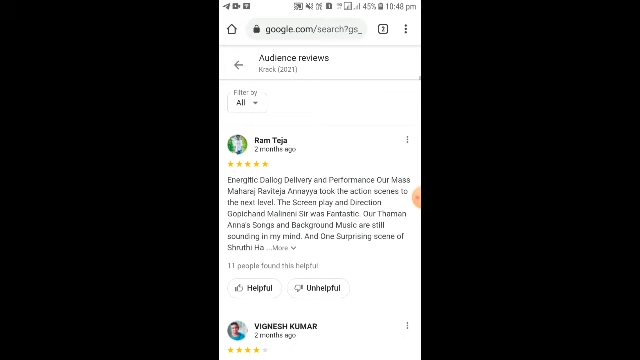 45% 10:48 pm
google.com/search?gs_
2
Audience reviews
Krack (2021)
Filter by
All
Ram Teja
2 months ago
Energitic Dailog Delivery and Performance Our Mass
Maharaj Raviteja Annayya took the action scenes to
the next level. The Screen play and Direction
Gopichand Malineni Sir was Fantastic. Our Thaman
Anna's Songs and Background Music are still
sounding in my mind. And One Surprising scene of
Shruthi Ha ...More
11 people found this helpful
Helpful
Unhelpful
VIGNESH KUMAR
2 months ago